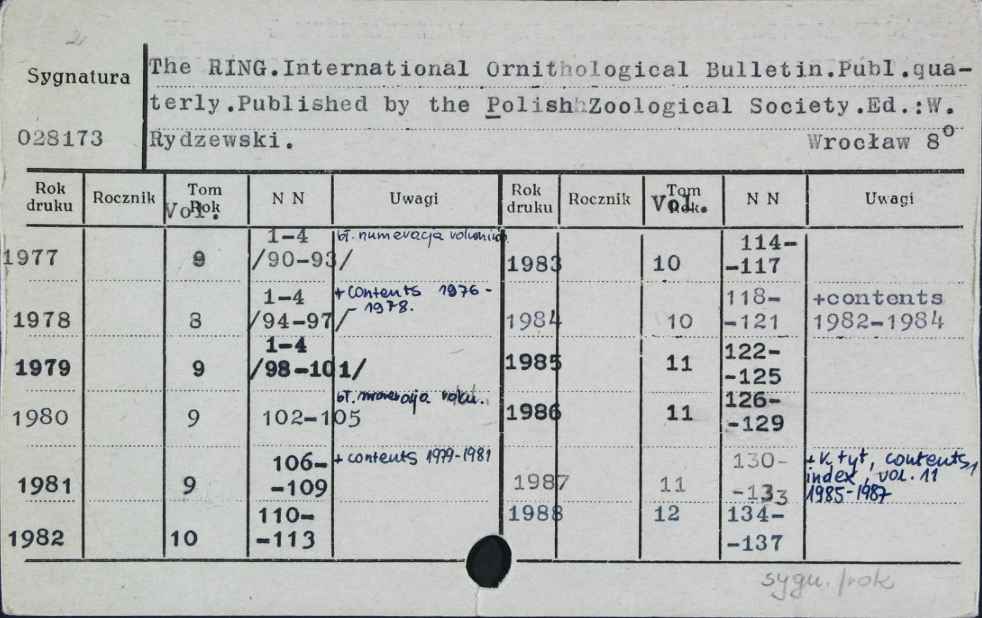 2
Sygnatura
The RING.International Ornithological Bulletin.Publ.qua-
terly.Published by the Polish Zoological Society.Ed.:W.
028173 Rydzewski. Wrocław 8°
Rok druku Rocznik Tom Rok Vol. N N Uwagi Rok druku Rocznik Tom Rok Vol. N N Uwagi
1977 9 1-4 /90-93/ bł. numeracja voluminu
1983 10 114--117
1978 8 1-4 /94-97/ + contents 1976-1978.
1984 10 118--121 +contents 1982-1984
1979 9 1-4 /98-101/
1985 11 122--125
1980 9 102-105 bł. numeracja roku.
1986 11 126--129
1981 9 106--109 + contents 1979-1981
1987 11 130--133 + k. tyt, contents, index, vol. 11 1985-1987
1982 10 110--113
1988 12 134--137
sygn. /rok